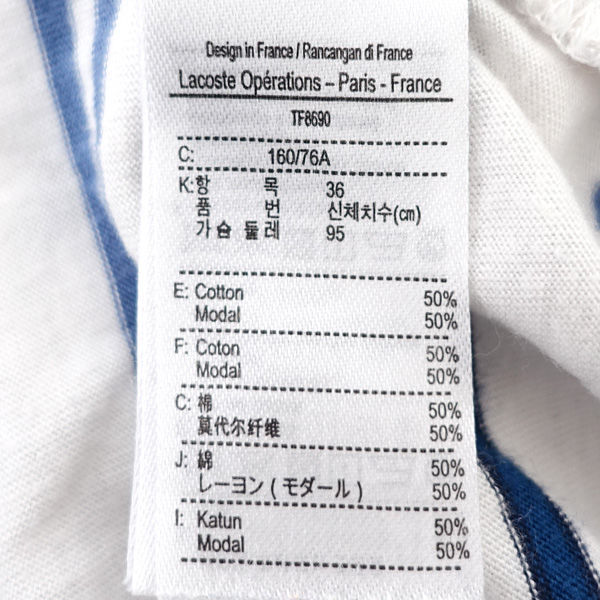 Design in France / Rancangan di France
Lacoste Opérations – Paris - France
TF8690
C: 160/76A
K: 항 목 36
품 번 신체치수(cm)
가슴 둘레 95
E: Cotton 50%
Modal 50%
F: Coton 50%
Modal 50%
C: 棉 50%
莫代尔纤维 50%
J: 綿 50%
レーヨン ( モダール ) 50%
I: Katun 50%
Modal 50%